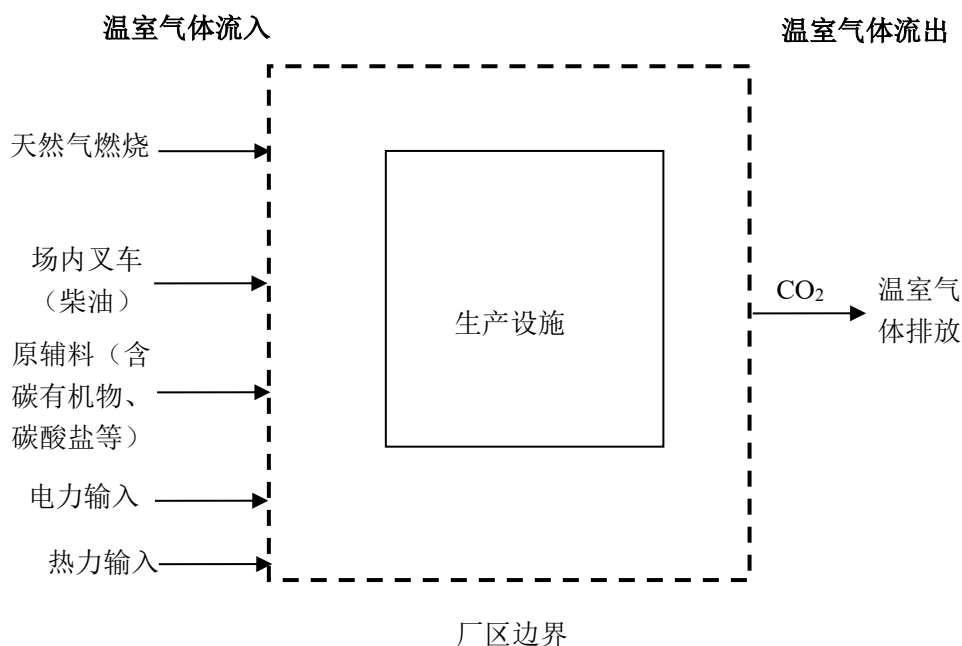 温室气体流入
温室气体流出
天然气燃烧
场内叉车
（柴油）
原辅料（含
碳有机物、
碳酸盐等）
电力输入
热力输入
生产设施
CO₂
温室气
体排放
厂区边界